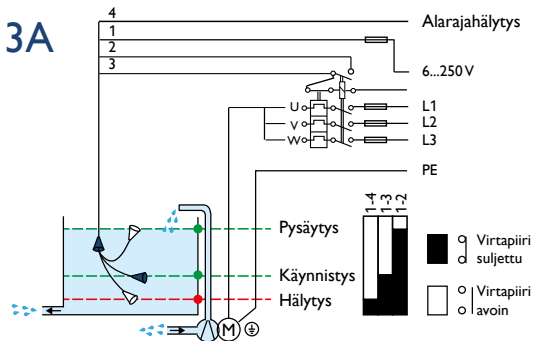 3A
4
Alarajahälytys
1
2
3
6...250 V
U
L1
V
L2
W
L3
PE
1-4
1-3
1-2
Pysäytys
Käynnistys
Hälytys
M
Virtapiiri
suljettu
Virtapiiri
avoin